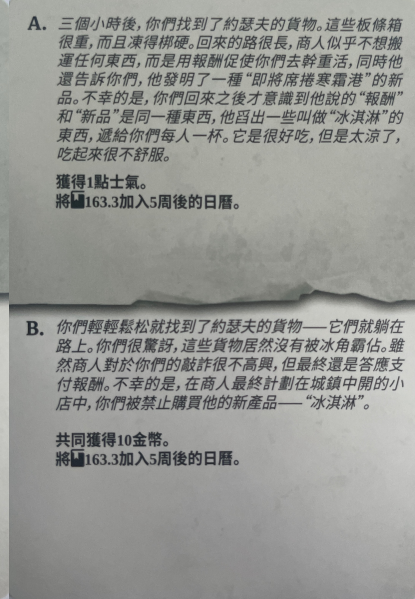 A. 三個小時後，你們找到了約瑟夫的貨物。這些板條箱
很重，而且凍得梆硬。回來的路很長，商人似乎不想搬
運任何東西，而是用報酬促使你們去幹重活，同時他
還告訴你們，他發明了一種“即將席捲寒霜港”的新
品。不幸的是，你們回來之後才意識到他說的“報酬”
和“新品”是同一種東西，他舀出一些叫做“冰淇淋”的
東西，遞給你們每人一杯。它是很好吃，但是太涼了，
吃起來很不舒服。
獲得1點士氣。
將163.3加入5周後的日曆。
B. 你們輕輕鬆鬆就找到了約瑟夫的貨物——它們就躺在
路上。你們很驚訝，這些貨物居然沒有被冰角霸佔。雖
然商人對於你們的敲詐很不高興，但最終還是答應支
付報酬。不幸的是，在商人最終計劃在城鎮中開的小
店中，你們被禁止購買他的新產品——“冰淇淋”。
共同獲得10金幣。
將163.3加入5周後的日曆。